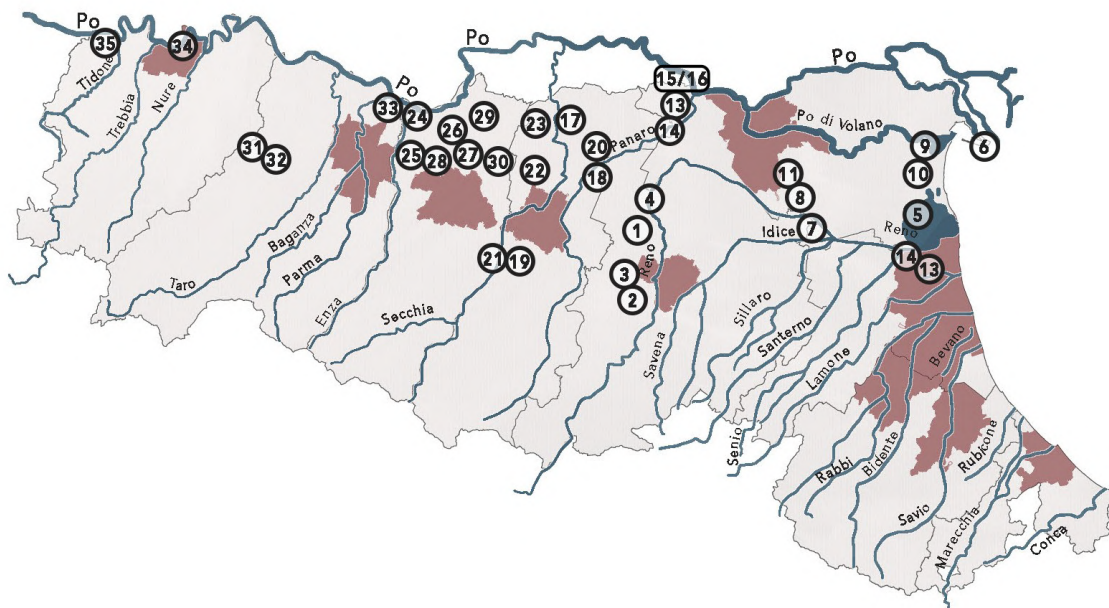 Po
35
34
Tidone
Trebbia
Nure
Po
Po
15/16
Po
33
24
29
23
17
13
14
Panaro
Po di Volano
26
20
9
6
31
32
25
28
27
30
22
18
11
10
8
4
5
1
7
Idice
Reno
Baganza
Parma
Taro
Enza
Secchia
21
19
3
Reno
2
14
13
Savena
Sillaro
Santerno
Lamone
Senio
Bevano
Rabbi
Bidente
Rubicone
Savio
Marecchia
Conca